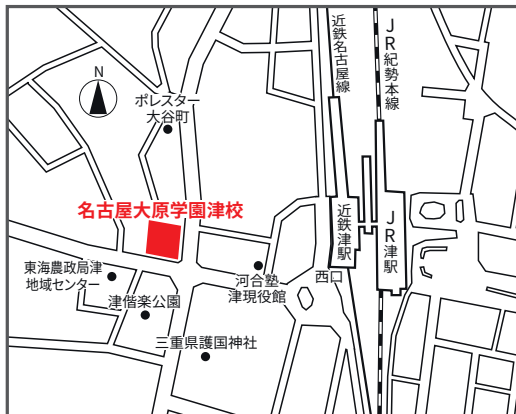 近鉄名古屋線
JR紀勢本線
N
ポレスター
大谷町
名古屋大原学園津校
近鉄津駅
JR津駅
東海農政局津
地域センター
河合塾
津現役館
西口
津偕楽公園
三重県護国神社